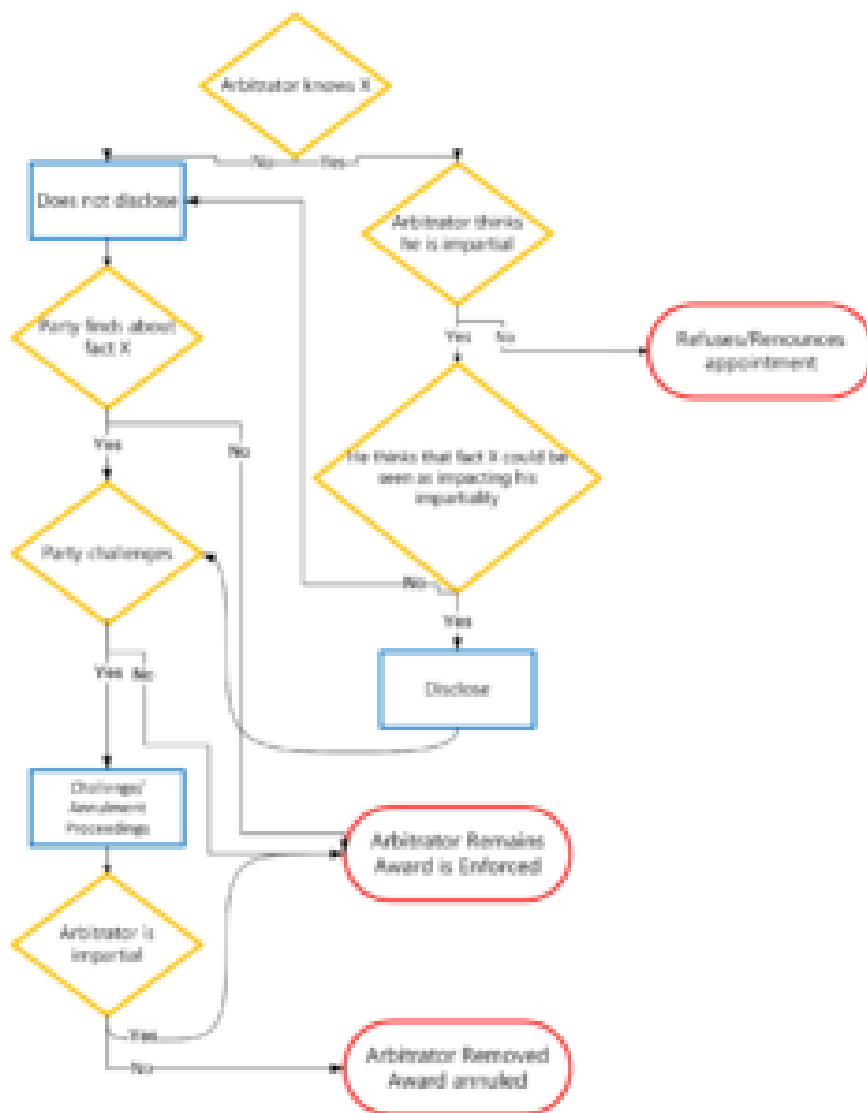 Arbitrator knows X
No
Yes
Does not disclose
Arbitrator thinks
he is impartial
Party finds about
fact X
Yes
No
Refuses/Renounces
appointment
Yes
No
He thinks that fact X could be
seen as impacting his
impartiality
Party challenges
No
Yes
Yes
No
Disclose
Challenge/
Annulment
Proceedings
Arbitrator Remains
Award is Enforced
Arbitrator is
impartial
Yes
No
Arbitrator Removed
Award annuled